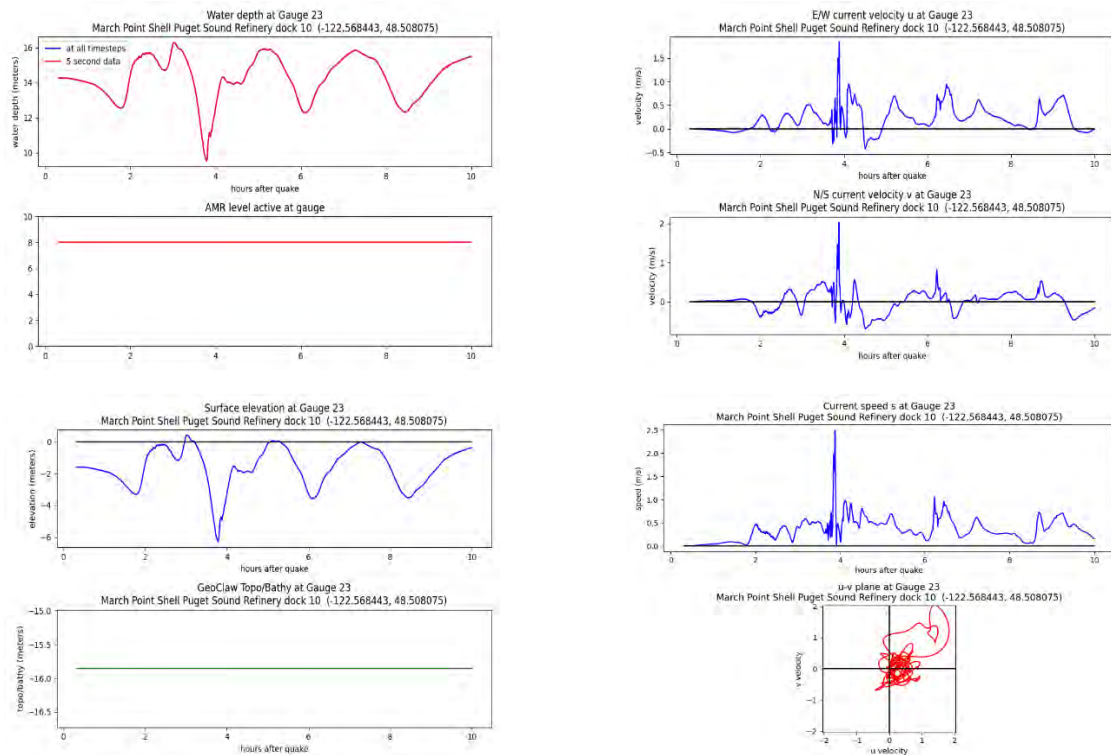 Water depth at Gauge 23
March Point Shell Puget Sound Refinery dock 10 (-122.568443, 48.508075)
at all timesteps
5 second data
water depth (meters)
16
14
12
10
0
2
4
6
8
10
hours after quake
AMR level active at gauge
10
8
6
4
2
0
0
2
4
6
8
10
Surface elevation at Gauge 23
March Point Shell Puget Sound Refinery dock 10 (-122.568443, 48.508075)
elevation (meters)
0
−2
−4
−6
0
2
4
6
8
10
hours after quake
GeoClaw Topo/Bathy at Gauge 23
March Point Shell Puget Sound Refinery dock 10 (-122.568443, 48.508075)
topo/bathy (meters)
−15.0
−15.5
−16.0
−16.5
0
2
4
6
8
10
hours after quake
E/W current velocity u at Gauge 23
March Point Shell Puget Sound Refinery dock 10 (-122.568443, 48.508075)
velocity (m/s)
1.5
1.0
0.5
0.0
−0.5
0
2
4
6
8
10
hours after quake
N/S current velocity v at Gauge 23
March Point Shell Puget Sound Refinery dock 10 (-122.568443, 48.508075)
velocity (m/s)
2
1
0
0
2
4
6
8
10
hours after quake
Current speed s at Gauge 23
March Point Shell Puget Sound Refinery dock 10 (-122.568443, 48.508075)
speed (m/s)
2.5
2.0
1.5
1.0
0.5
0.0
0
2
4
6
8
10
hours after quake
u-v plane at Gauge 23
March Point Shell Puget Sound Refinery dock 10 (-122.568443, 48.508075)
v velocity
2
1
0
−1
−2
−2
−1
0
1
2
u velocity